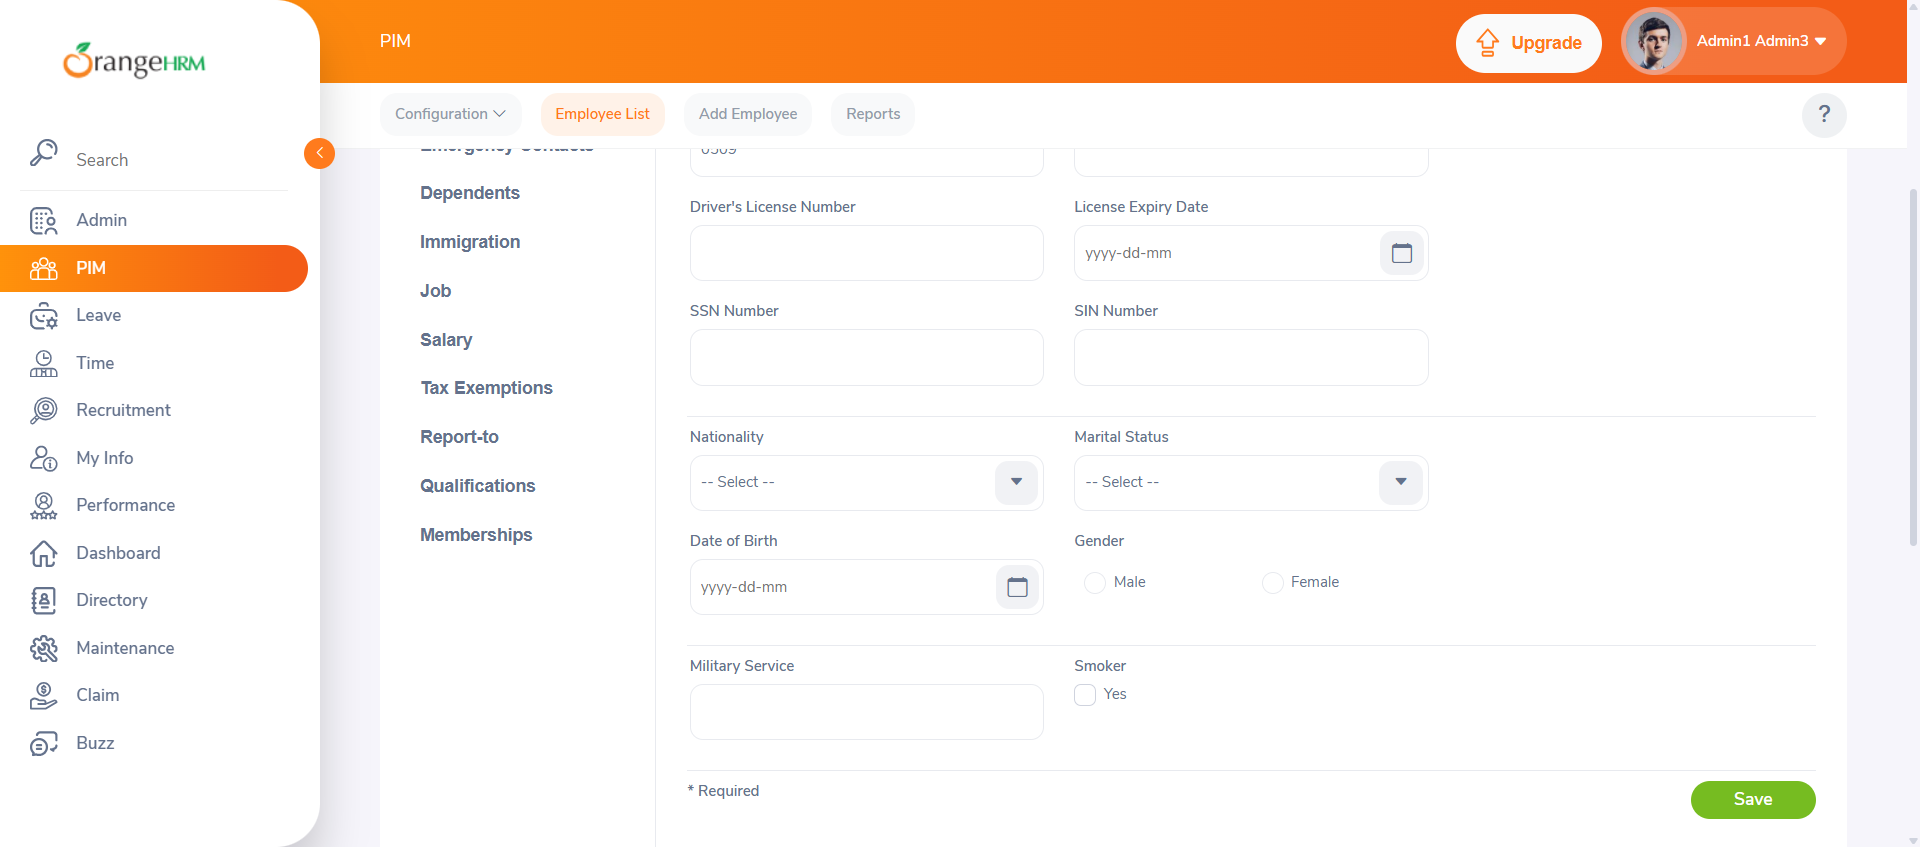 OrangeHRM
PIM
Upgrade
Admin1 Admin3
Configuration
Employee List
Add Employee
Reports
?
Search
Admin
PIM
Leave
Time
Recruitment
My Info
Performance
Dashboard
Directory
Maintenance
Claim
Buzz
Emergency Contacts
Dependents
Immigration
Job
Salary
Tax Exemptions
Report-to
Qualifications
Memberships
Driver's License Number
License Expiry Date
yyyy-dd-mm
SSN Number
SIN Number
Nationality
Marital Status
-- Select --
-- Select --
Date of Birth
Gender
yyyy-dd-mm
Male
Female
Military Service
Smoker
Yes
* Required
Save